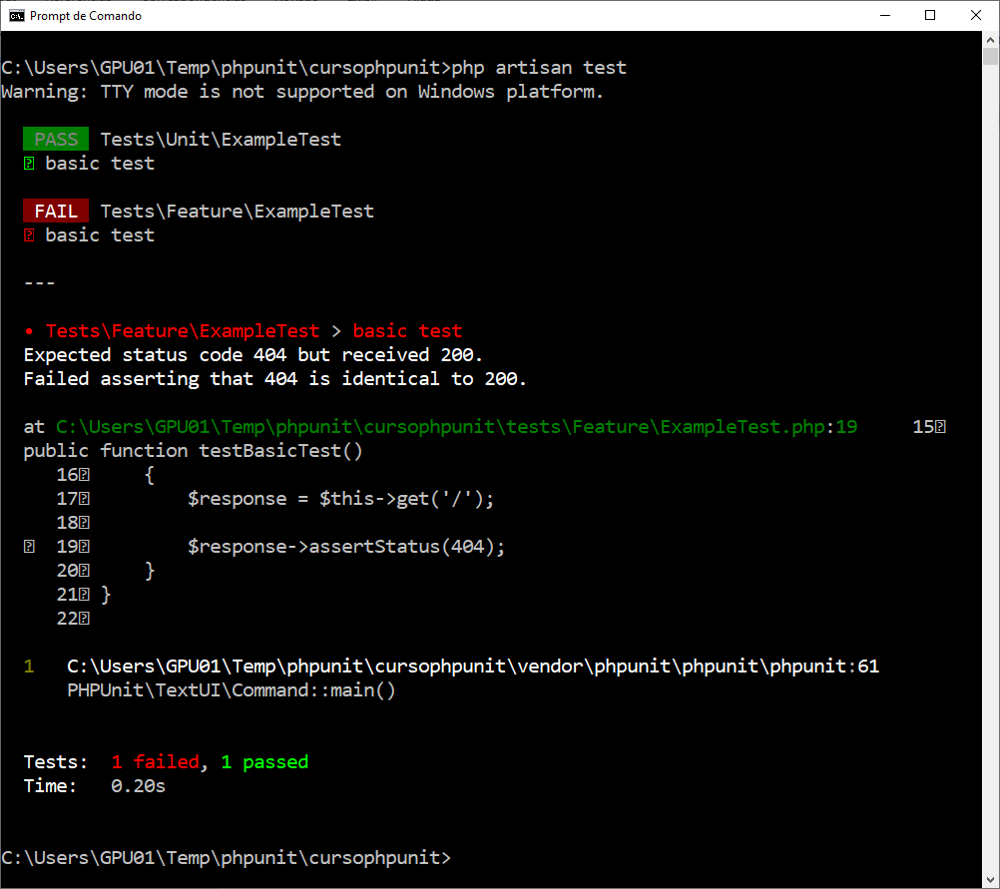 Prompt de Comando
C:\Users\GPU01\Temp\phpunit\cursophpunit>php artisan test
Warning: TTY mode is not supported on Windows platform.
PASS Tests\Unit\ExampleTest
basic test
FAIL Tests\Feature\ExampleTest
basic test
---
• Tests\Feature\ExampleTest > basic test
Expected status code 404 but received 200.
Failed asserting that 404 is identical to 200.
at C:\Users\GPU01\Temp\phpunit\cursophpunit\tests\Feature\ExampleTest.php:19 15
public function testBasicTest()
16 {
17 $response = $this->get('/');
18
19 $response->assertStatus(404);
20 }
21 }
22
1 C:\Users\GPU01\Temp\phpunit\cursophpunit\vendor\phpunit\phpunit\phpunit:61
PHPUnit\TextUI\Command::main()
Tests: 1 failed, 1 passed
Time: 0.20s
C:\Users\GPU01\Temp\phpunit\cursophpunit>